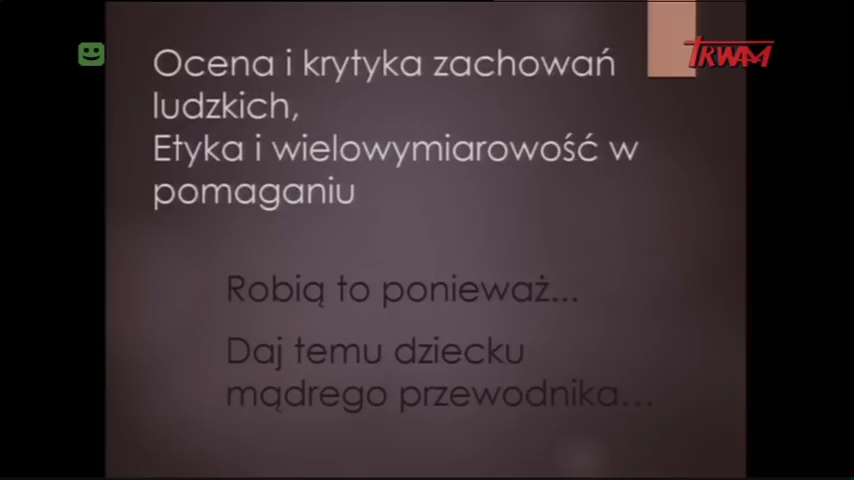 Ocena i krytyka zachowań
ludzkich,
Etyka i wielowymiarowość w
pomaganiu
TRWAM
Robią to ponieważ...
Daj temu dziecku
mądrego przewodnika...